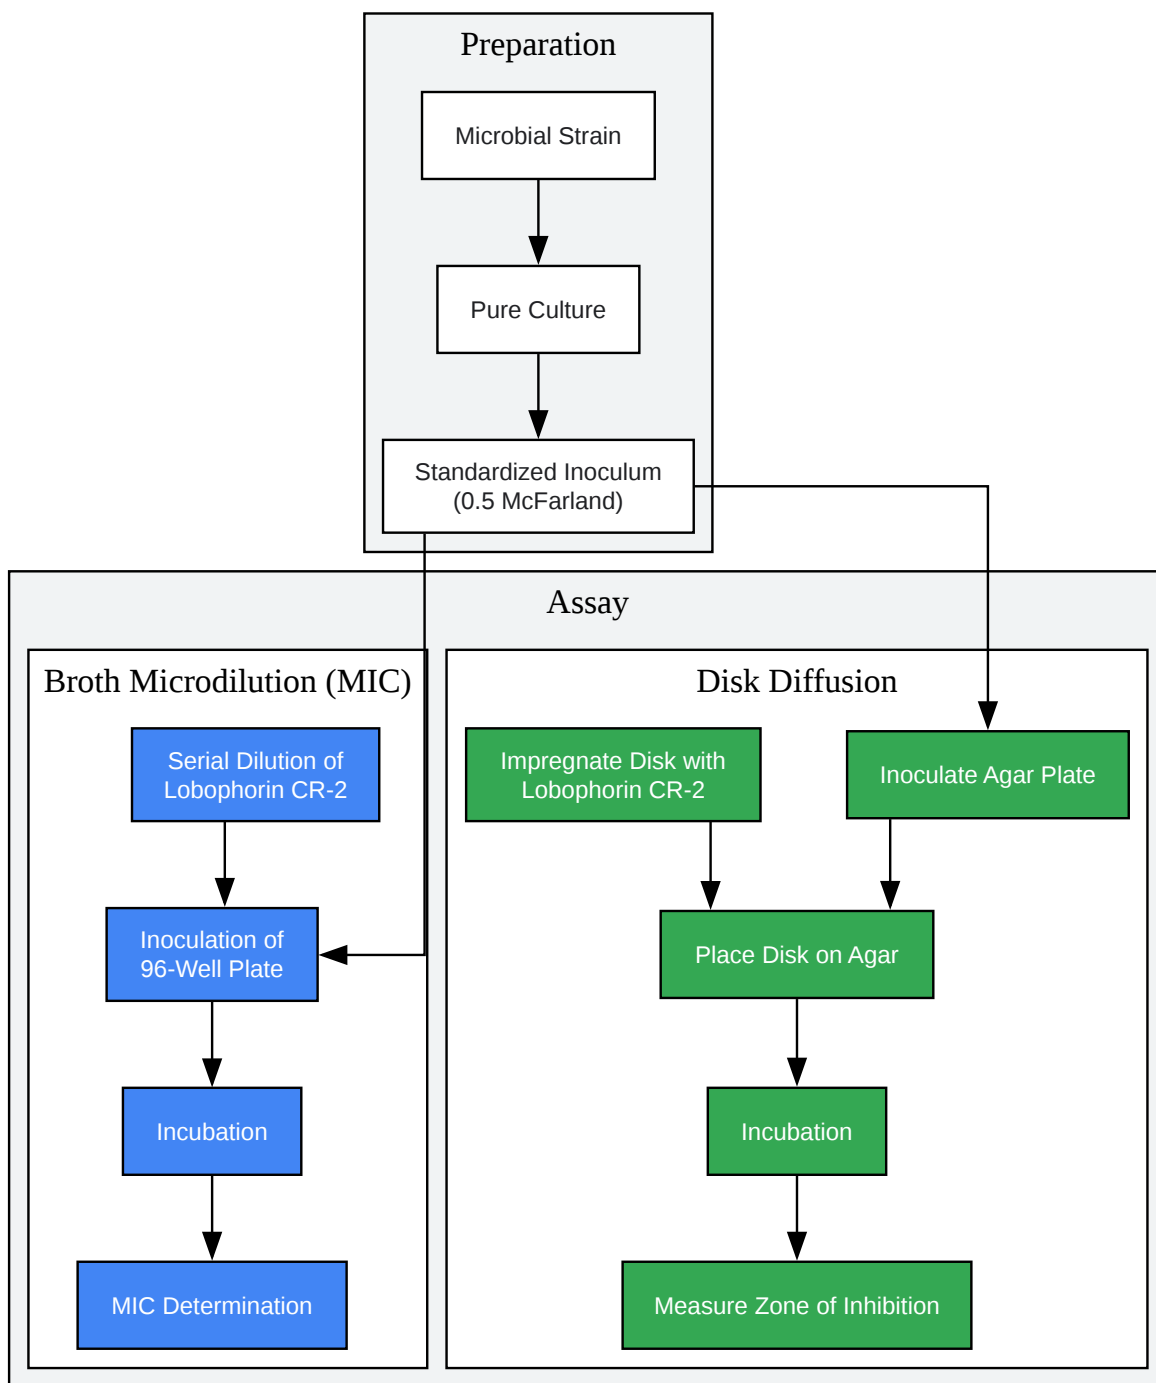 Preparation
Microbial Strain
Pure Culture
Standardized Inoculum
(0.5 McFarland)
Assay
Broth Microdilution (MIC)
Serial Dilution of
Lobophorin CR-2
Inoculation of
96-Well Plate
Incubation
MIC Determination
Disk Diffusion
Impregnate Disk with
Lobophorin CR-2
Inoculate Agar Plate
Place Disk on Agar
Incubation
Measure Zone of Inhibition